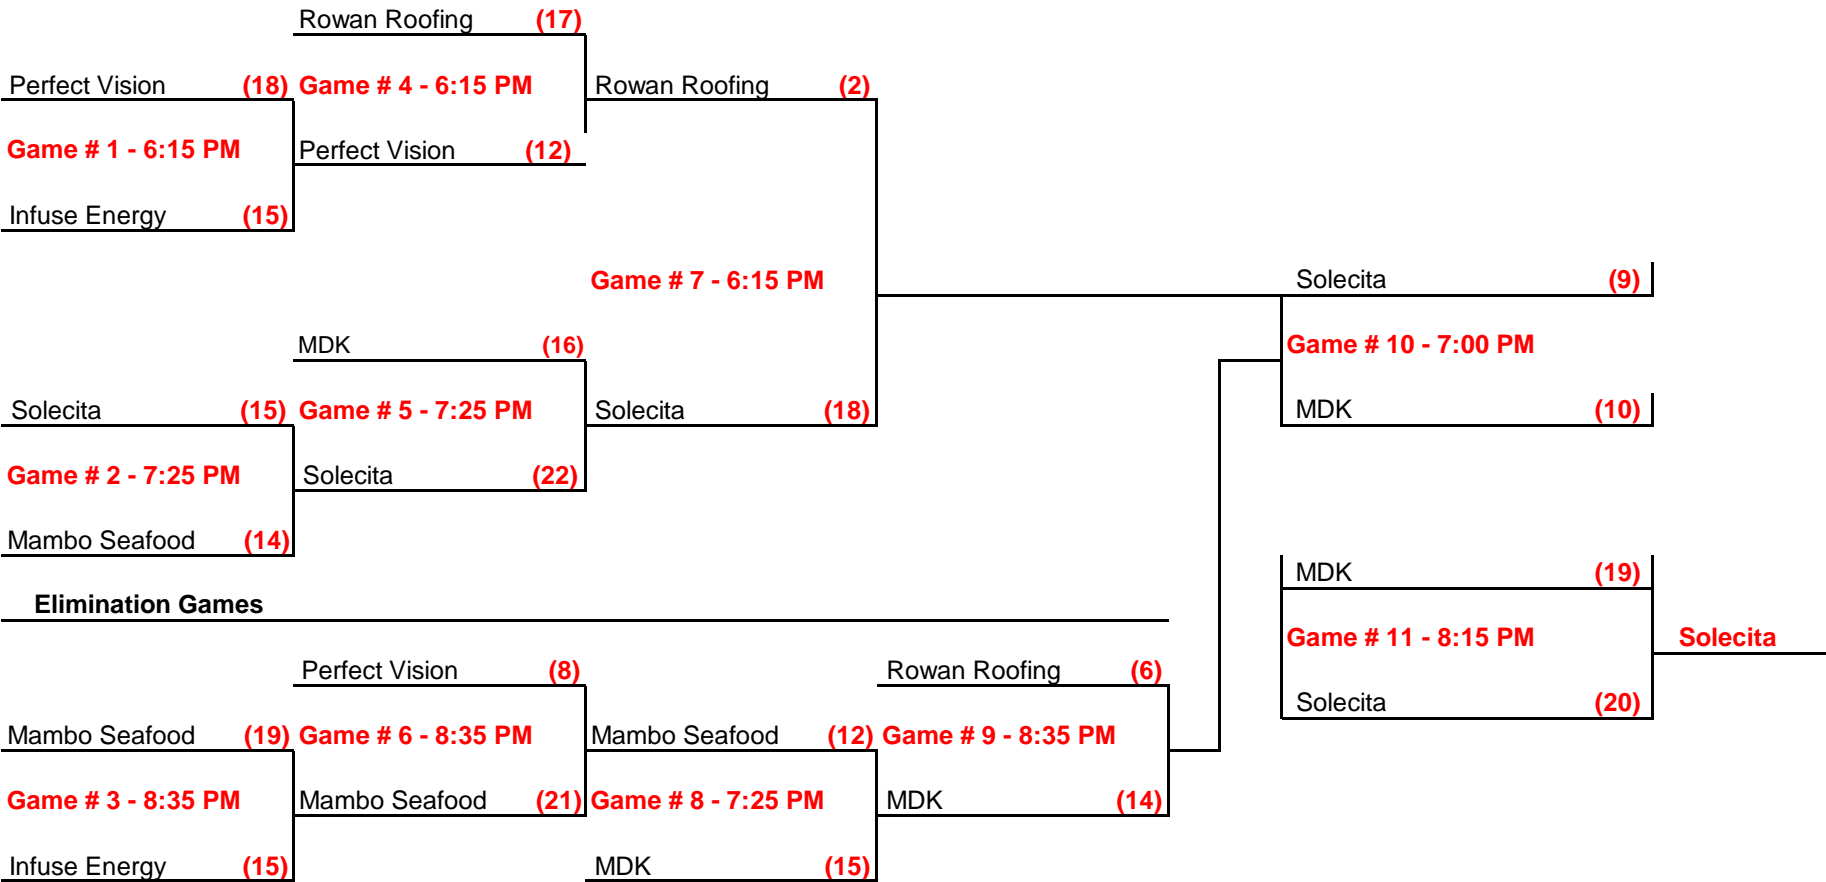 Rowan Roofing (17)
Perfect Vision (18) Game # 4 - 6:15 PM Rowan Roofing (2)
Game # 1 - 6:15 PM Perfect Vision (12)
Infuse Energy (15)
Game # 7 - 6:15 PM Solecita (9)
MDK (16) Game # 10 - 7:00 PM
Solecita (15) Game # 5 - 7:25 PM Solecita (18) MDK (10)
Game # 2 - 7:25 PM Solecita (22)
Mambo Seafood (14)
MDK (19)
Elimination Games
Game # 11 - 8:15 PM Solecita
Perfect Vision (8) Rowan Roofing (6)
Solecita (20)
Mambo Seafood (19) Game # 6 - 8:35 PM Mambo Seafood (12) Game # 9 - 8:35 PM
Game # 3 - 8:35 PM Mambo Seafood (21) Game # 8 - 7:25 PM MDK (14)
Infuse Energy (15) MDK (15)